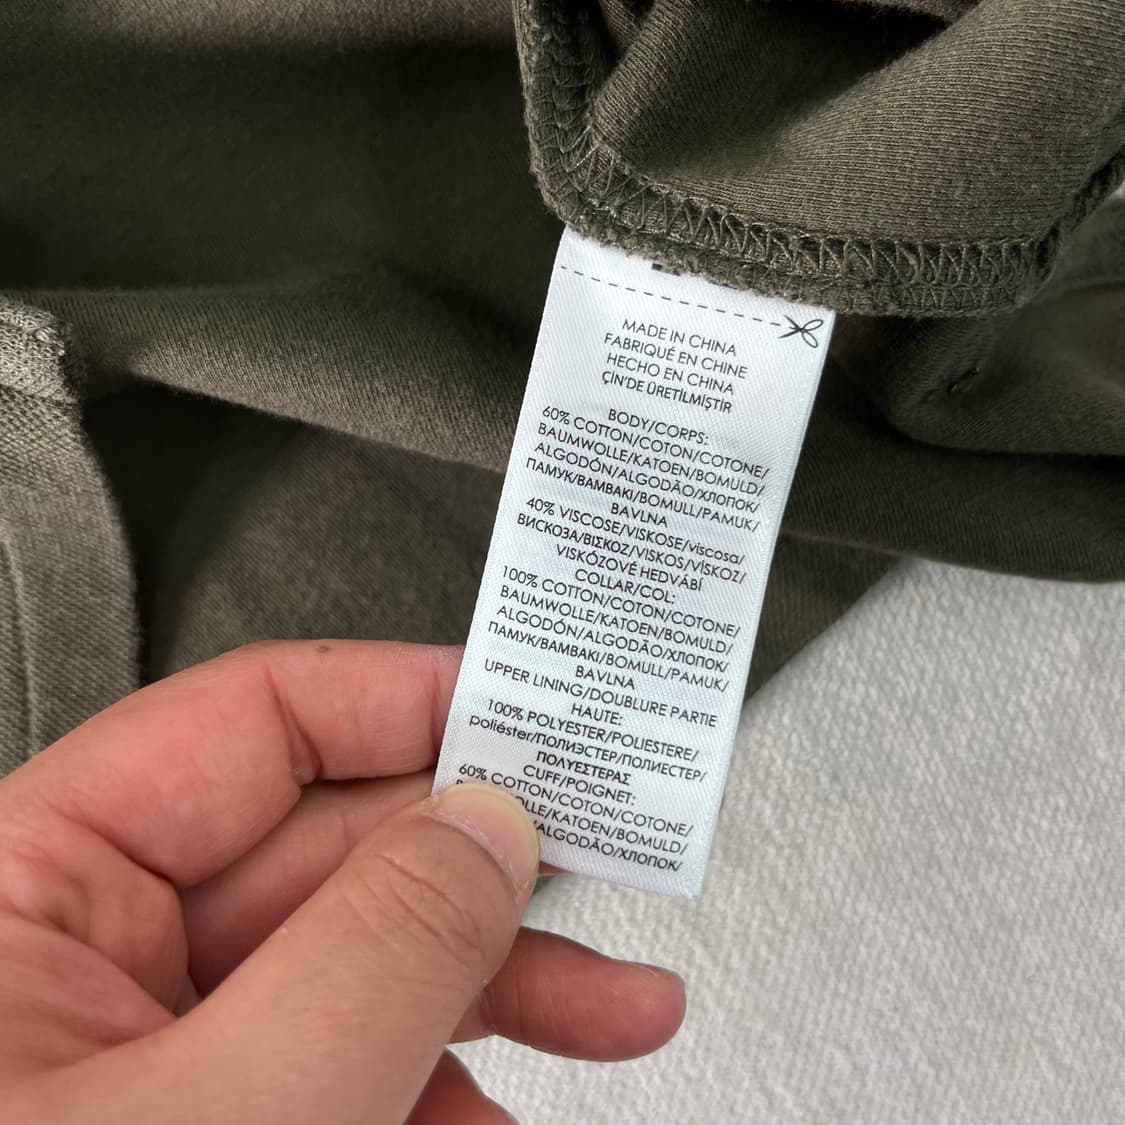 MADE IN CHINA
FABRIQUÉ EN CHINE
HECHO EN CHINA
ÇİN'DE ÜRETİLMİŞTİR
BODY/CORPS:
60% COTTON/COTON/COTONE/
BAUMWOLLE/KATOEN/BOMULD/
ALGODÓN/ALGODÃO/ХЛОПОК/
ПАМУК/ΒΑΜΒΑΚΙ/BOMULL/PAMUK/
BAVLNA
40% VISCOSE/VISKOSE/viscosa/
ВИСКОЗА/ΒΙΣΚΟΖ/VISKOS/VİSKOZ/
VISKÓZOVÉ HEDVÁBÍ
COLLAR/COL:
100% COTTON/COTON/COTONE/
BAUMWOLLE/KATOEN/BOMULD/
ALGODÓN/ALGODÃO/ХЛОПОК/
ПАМУК/ΒΑΜΒΑΚΙ/BOMULL/PAMUK/
BAVLNA
UPPER LINING/DOUBLURE PARTIE
HAUTE:
100% POLYESTER/POLIESTERE/
poliéster/ПОЛИЭСТЕР/ПОЛИЕСТЕР/
ΠΟΛΥΕΣΤΕΡΑΣ
CUFF/POIGNET:
60% COTTON/COTON/COTONE/
/KATOEN/BOMULD/
/ALGODÃO/ХЛОПОК/